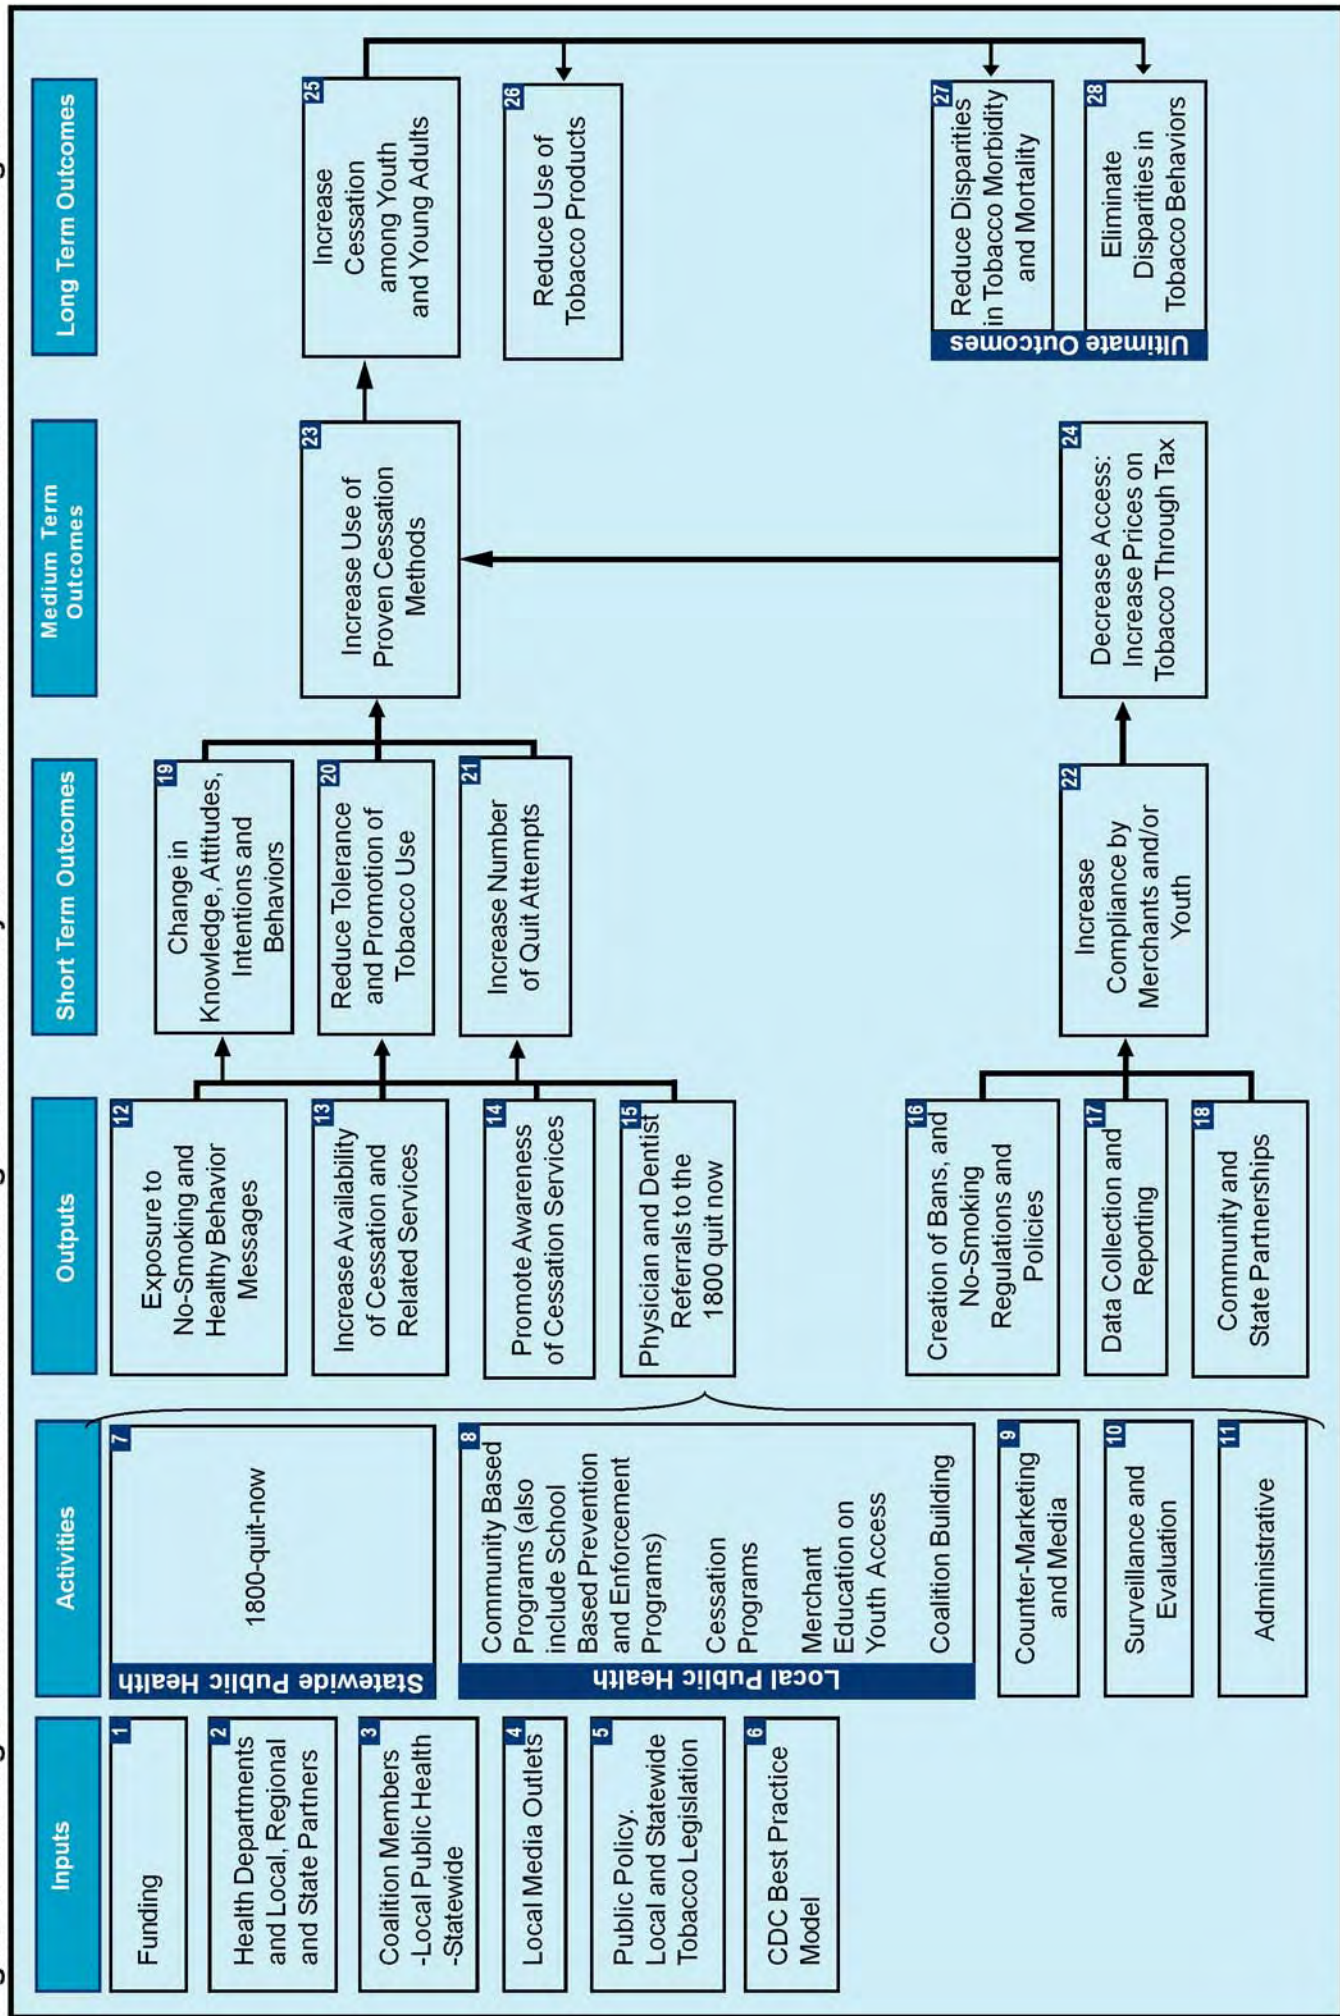 Inputs
1
Funding
2
Health Departments
and Local, Regional
and State Partners
3
Coalition Members
-Local Public Health
-Statewide
4
Local Media Outlets
5
Public Policy.
Local and Statewide
Tobacco Legislation
6
CDC Best Practice
Model
Activities
Statewide Public Health
7
1800-quit-now
Local Public Health
8
Community Based
Programs (also
include School
Based Prevention
and Enforcement
Programs)
Cessation
Programs
Merchant
Education on
Youth Access
Coalition Building
9
Counter-Marketing
and Media
10
Surveillance and
Evaluation
11
Administrative
Outputs
12
Exposure to
No-Smoking and
Healthy Behavior
Messages
13
Increase Availability
of Cessation and
Related Services
14
Promote Awareness
of Cessation Services
15
Physician and Dentist
Referrals to the
1800 quit now
16
Creation of Bans, and
No-Smoking
Regulations and
Policies
17
Data Collection and
Reporting
18
Community and
State Partnerships
Short Term Outcomes
19
Change in
Knowledge, Attitudes,
Intentions and
Behaviors
20
Reduce Tolerance
and Promotion of
Tobacco Use
21
Increase Number
of Quit Attempts
22
Increase
Compliance by
Merchants and/or
Youth
Medium Term
Outcomes
23
Increase Use of
Proven Cessation
Methods
24
Decrease Access:
Increase Prices on
Tobacco Through Tax
Long Term Outcomes
25
Increase
Cessation
among Youth
and Young Adults
26
Reduce Use of
Tobacco Products
Ultimate Outcomes
27
Reduce Disparities
in Tobacco Morbidity
and Mortality
28
Eliminate
Disparities in
Tobacco Behaviors